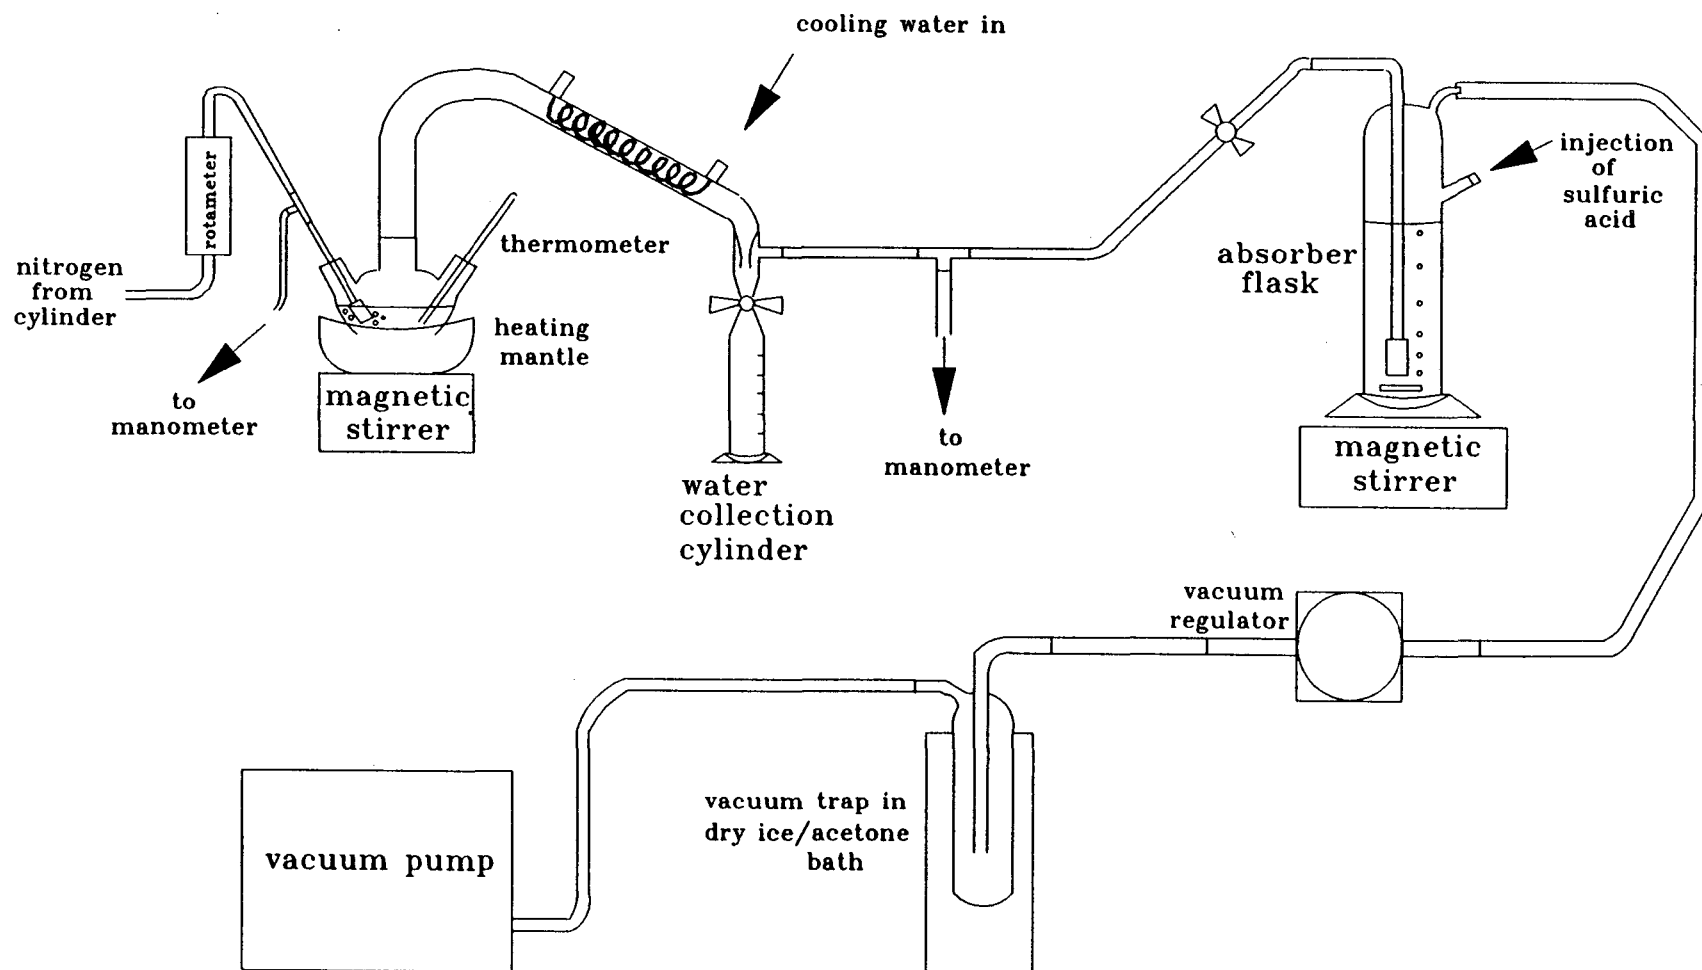 cooling water in
injection
of
sulfuric
acid
rotameter
thermometer
absorber
flask
nitrogen
from
cylinder
heating
mantle
to
manometer
magnetic
stirrer
to
manometer
magnetic
stirrer
water
collection
cylinder
vacuum
regulator
vacuum trap in
dry ice/acetone
bath
vacuum pump